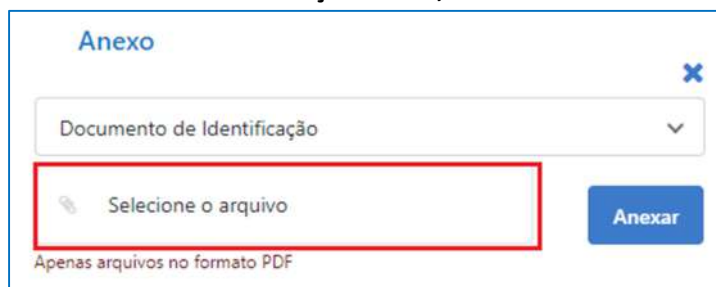 Anexo
Documento de Identificação
Selecione o arquivo
Anexar
Apenas arquivos no formato PDF